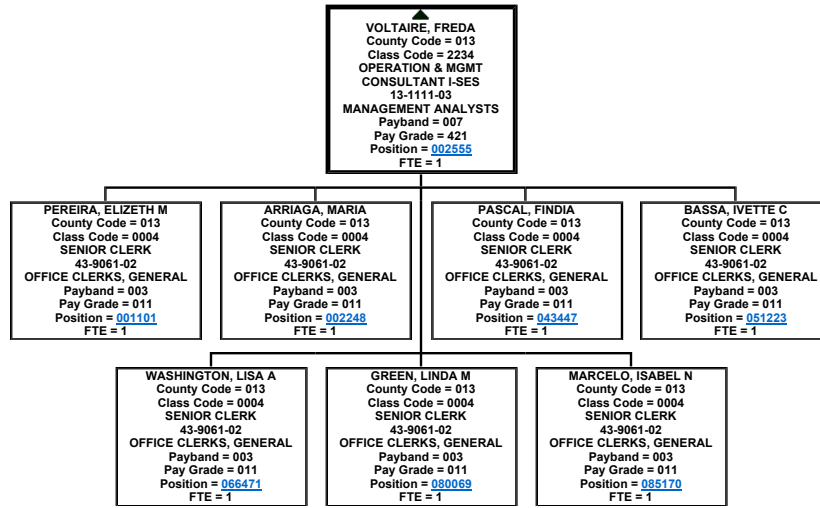 VOLTAIRE, FREDA
County Code = 013
Class Code = 2234
OPERATION & MGMT
CONSULTANT I-SES
13-1111-03
MANAGEMENT ANALYSTS
Payband = 007
Pay Grade = 421
Position = 002555
FTE = 1
PEREIRA, ELIZETH M
County Code = 013
Class Code = 0004
SENIOR CLERK
43-9061-02
OFFICE CLERKS, GENERAL
Payband = 003
Pay Grade = 011
Position = 001101
FTE = 1
ARRIAGA, MARIA
County Code = 013
Class Code = 0004
SENIOR CLERK
43-9061-02
OFFICE CLERKS, GENERAL
Payband = 003
Pay Grade = 011
Position = 002248
FTE = 1
PASCAL, FINDIA
County Code = 013
Class Code = 0004
SENIOR CLERK
43-9061-02
OFFICE CLERKS, GENERAL
Payband = 003
Pay Grade = 011
Position = 043447
FTE = 1
BASSA, IVETTE C
County Code = 013
Class Code = 0004
SENIOR CLERK
43-9061-02
OFFICE CLERKS, GENERAL
Payband = 003
Pay Grade = 011
Position = 051223
FTE = 1
WASHINGTON, LISA A
County Code = 013
Class Code = 0004
SENIOR CLERK
43-9061-02
OFFICE CLERKS, GENERAL
Payband = 003
Pay Grade = 011
Position = 066471
FTE = 1
GREEN, LINDA M
County Code = 013
Class Code = 0004
SENIOR CLERK
43-9061-02
OFFICE CLERKS, GENERAL
Payband = 003
Pay Grade = 011
Position = 080069
FTE = 1
MARCELO, ISABEL N
County Code = 013
Class Code = 0004
SENIOR CLERK
43-9061-02
OFFICE CLERKS, GENERAL
Payband = 003
Pay Grade = 011
Position = 085170
FTE = 1